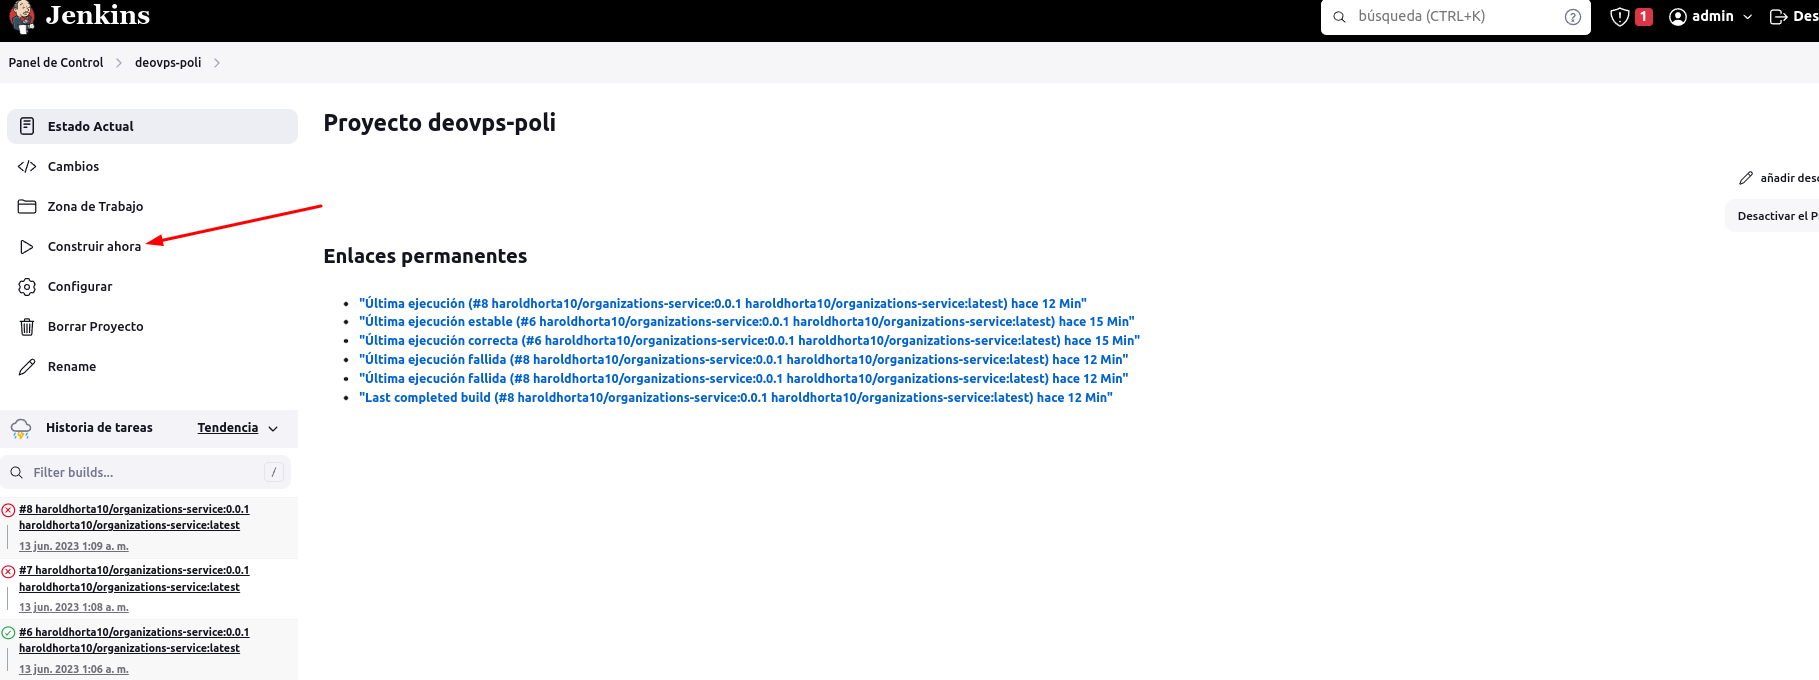 Jenkins
búsqueda (CTRL+K)
?
1
admin
Des
Panel de Control
deovps-poli
Estado Actual
Cambios
Zona de Trabajo
Construir ahora
Configurar
Borrar Proyecto
Rename
Historia de tareas
Tendencia
Filter builds...
/
#8 haroldhorta10/organizations-service:0.0.1
haroldhorta10/organizations-service:latest
13 jun. 2023 1:09 a. m.
#7 haroldhorta10/organizations-service:0.0.1
haroldhorta10/organizations-service:latest
13 jun. 2023 1:08 a. m.
#6 haroldhorta10/organizations-service:0.0.1
haroldhorta10/organizations-service:latest
13 jun. 2023 1:06 a. m.
Proyecto deovps-poli
añadir desc
Desactivar el P
Enlaces permanentes
"Última ejecución (#8 haroldhorta10/organizations-service:0.0.1 haroldhorta10/organizations-service:latest) hace 12 Min"
"Última ejecución estable (#6 haroldhorta10/organizations-service:0.0.1 haroldhorta10/organizations-service:latest) hace 15 Min"
"Última ejecución correcta (#6 haroldhorta10/organizations-service:0.0.1 haroldhorta10/organizations-service:latest) hace 15 Min"
"Última ejecución fallida (#8 haroldhorta10/organizations-service:0.0.1 haroldhorta10/organizations-service:latest) hace 12 Min"
"Última ejecución fallida (#8 haroldhorta10/organizations-service:0.0.1 haroldhorta10/organizations-service:latest) hace 12 Min"
"Last completed build (#8 haroldhorta10/organizations-service:0.0.1 haroldhorta10/organizations-service:latest) hace 12 Min"